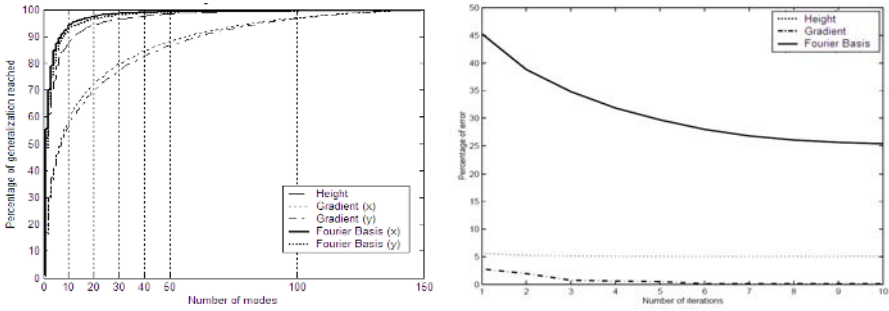 Percentage of generalization reached
100
90
80
70
60
50
40
30
20
10
0
Height
Gradient (x)
Gradient (y)
Fourier Basis (x)
Fourier Basis (y)
0 10 20 30 40 50 100 150
Number of modes
Percentage of error
50
45
40
35
30
25
20
15
10
5
0
Height
Gradient
Fourier Basis
1 2 3 4 5 6 7 8 9 10
Number of iterations